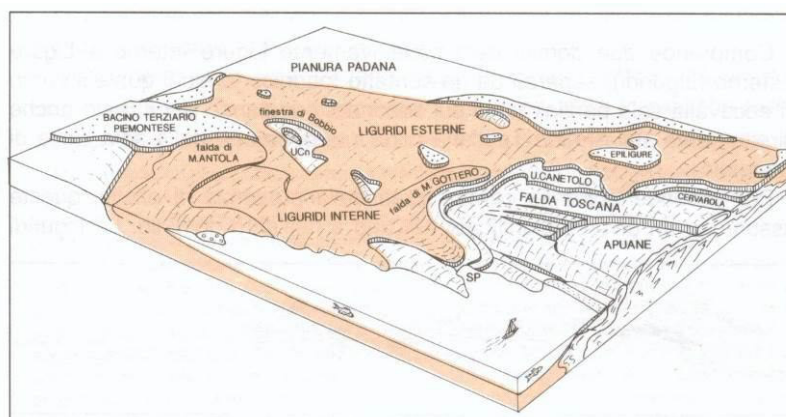 PIANURA PADANA
BACINO TERZIARIO
PIEMONTESE
falda di
M.ANTOLA
finestra di Bobbio
UCn
LIGURIDI ESTERNE
EPILIGURE
U.CANETOLO
CERVAROLA
falda di M. GOTTERO
FALDA TOSCANA
LIGURIDI INTERNE
APUANE
SP